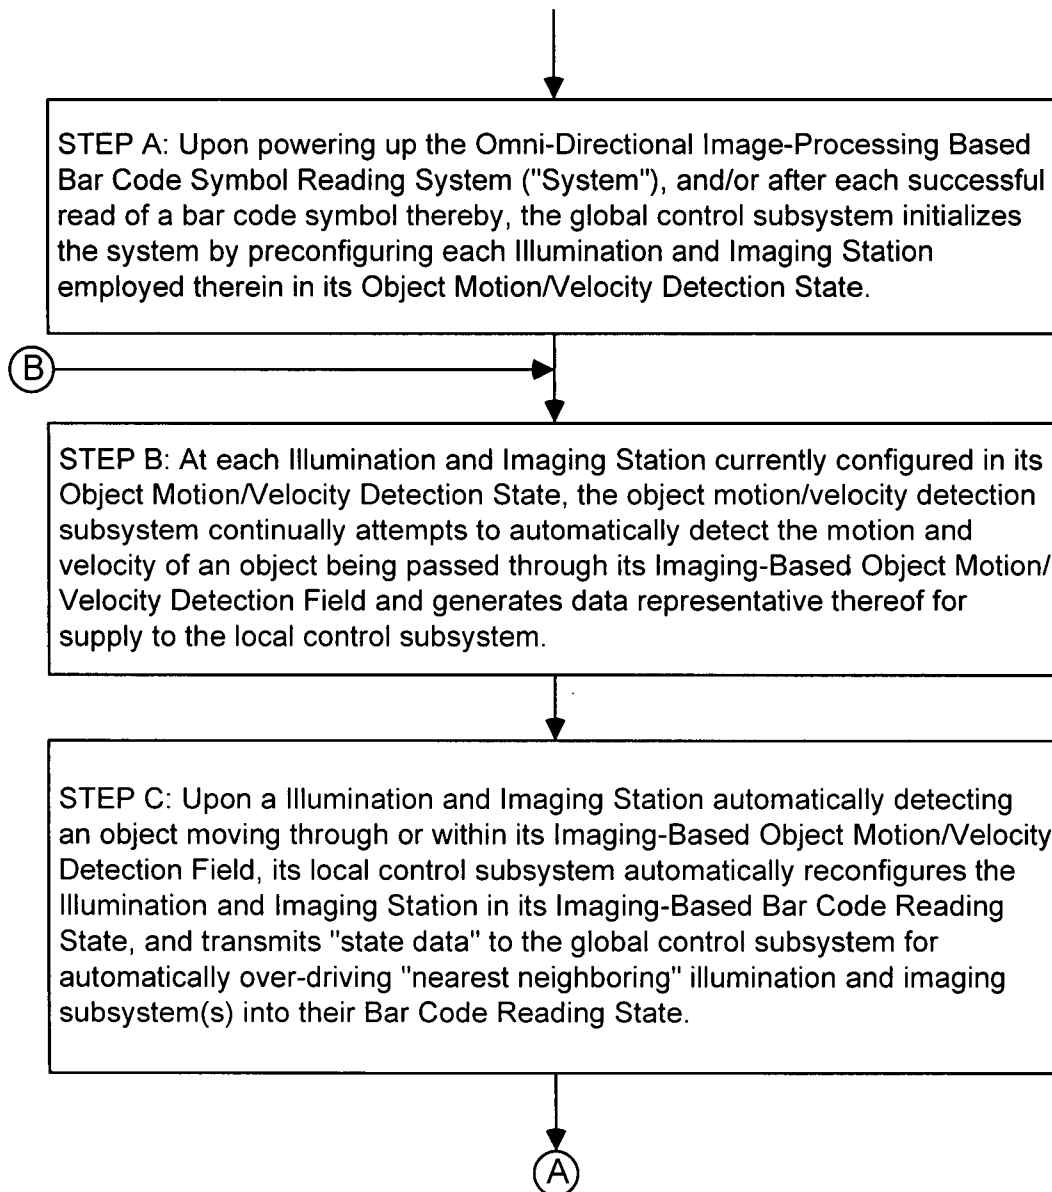 STEP A: Upon powering up the Omni-Directional Image-Processing Based
Bar Code Symbol Reading System ("System"), and/or after each successful
read of a bar code symbol thereby, the global control subsystem initializes
the system by preconfiguring each Illumination and Imaging Station
employed therein in its Object Motion/Velocity Detection State.
B
STEP B: At each Illumination and Imaging Station currently configured in its
Object Motion/Velocity Detection State, the object motion/velocity detection
subsystem continually attempts to automatically detect the motion and
velocity of an object being passed through its Imaging-Based Object Motion/
Velocity Detection Field and generates data representative thereof for
supply to the local control subsystem.
STEP C: Upon a Illumination and Imaging Station automatically detecting
an object moving through or within its Imaging-Based Object Motion/Velocity
Detection Field, its local control subsystem automatically reconfigures the
Illumination and Imaging Station in its Imaging-Based Bar Code Reading
State, and transmits "state data" to the global control subsystem for
automatically over-driving "nearest neighboring" illumination and imaging
subsystem(s) into their Bar Code Reading State.
A